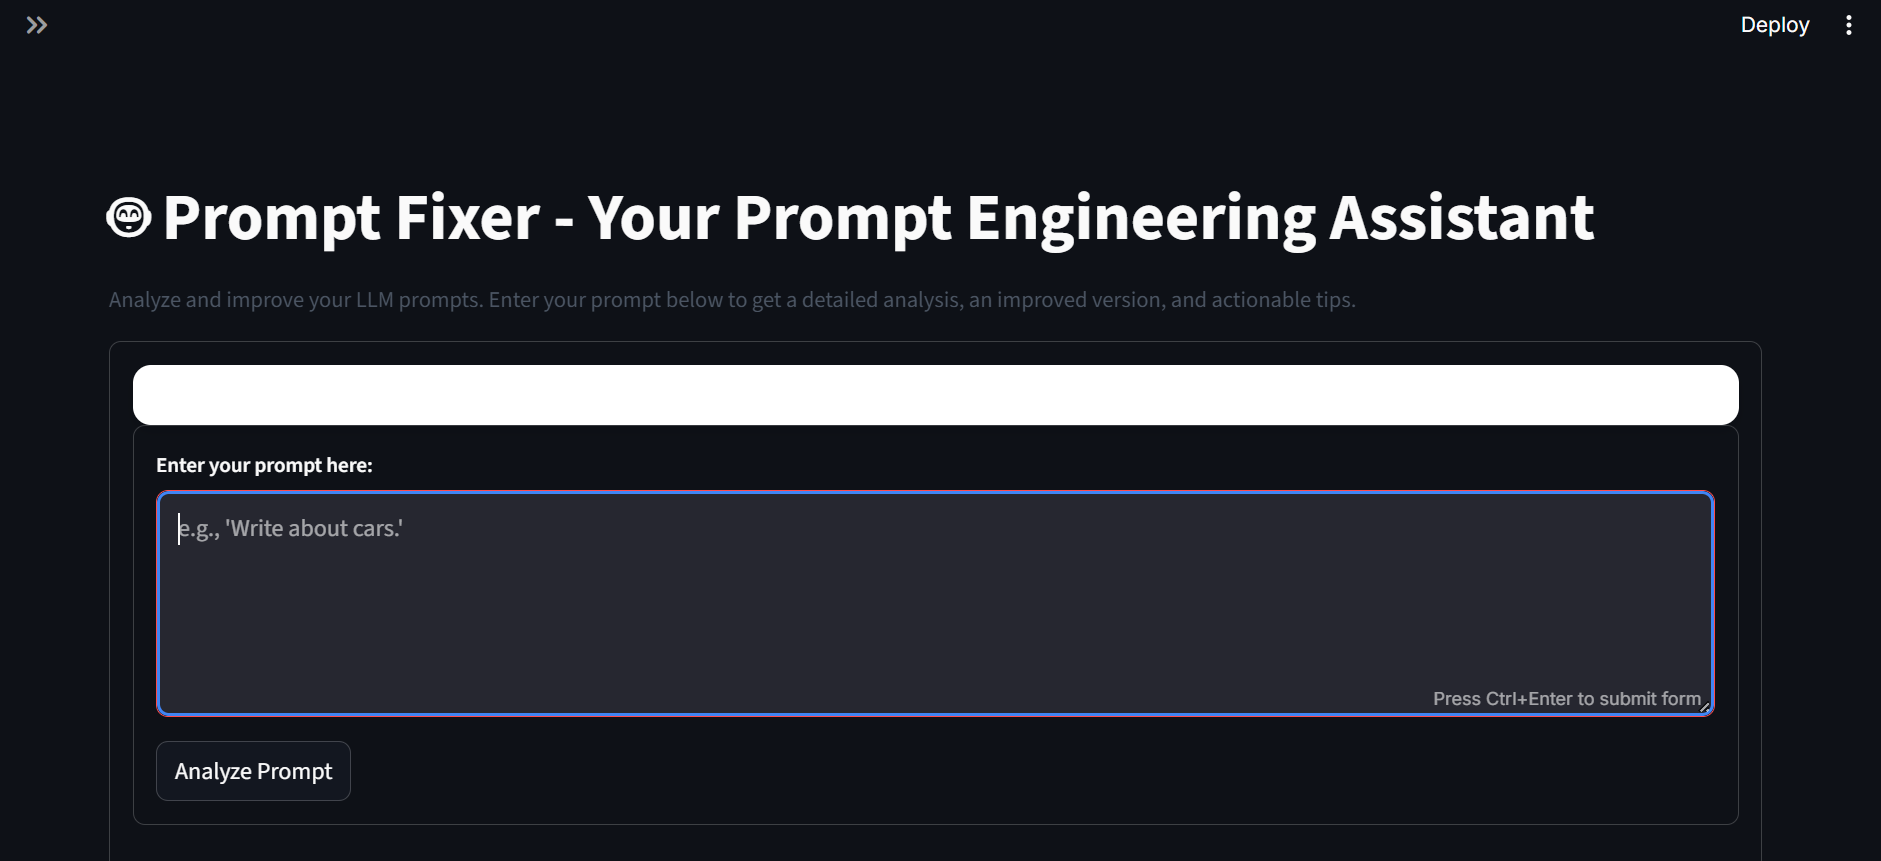 Deploy
Prompt Fixer - Your Prompt Engineering Assistant
Analyze and improve your LLM prompts. Enter your prompt below to get a detailed analysis, an improved version, and actionable tips.
Enter your prompt here:
e.g., 'Write about cars.'
Press Ctrl+Enter to submit form
Analyze Prompt